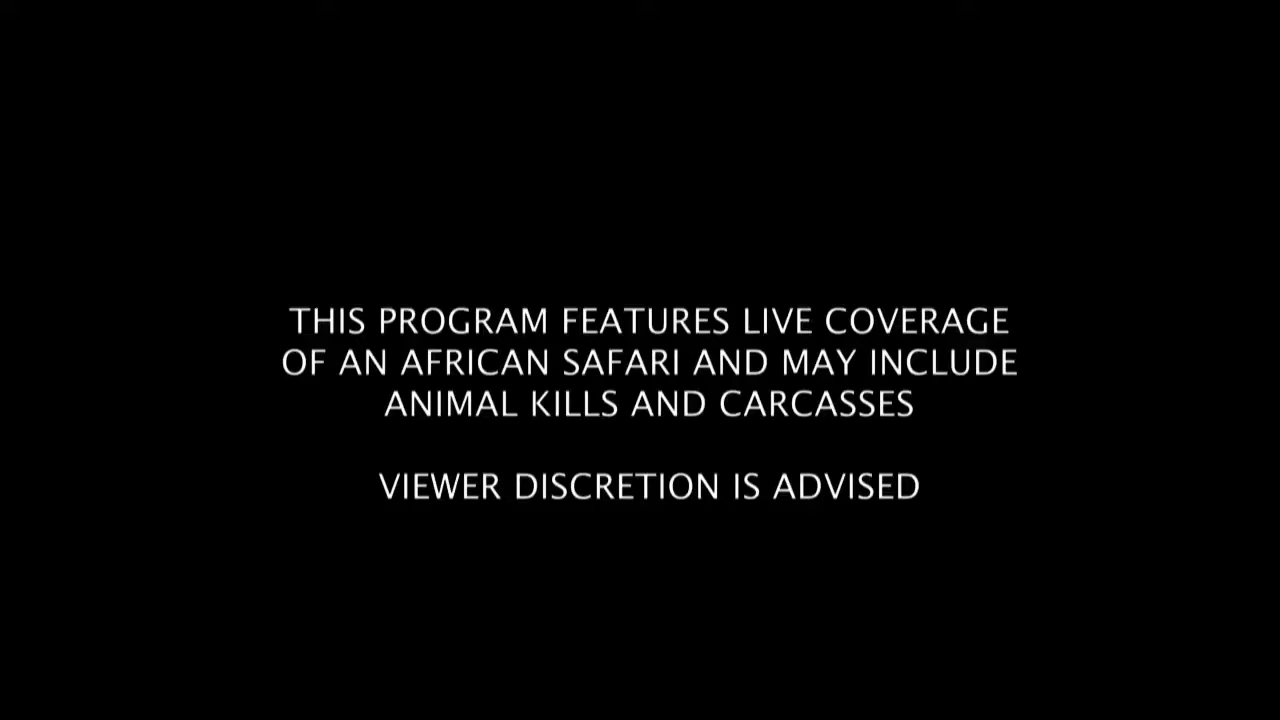 THIS PROGRAM FEATURES LIVE COVERAGE
OF AN AFRICAN SAFARI AND MAY INCLUDE
ANIMAL KILLS AND CARCASSES
VIEWER DISCRETION IS ADVISED